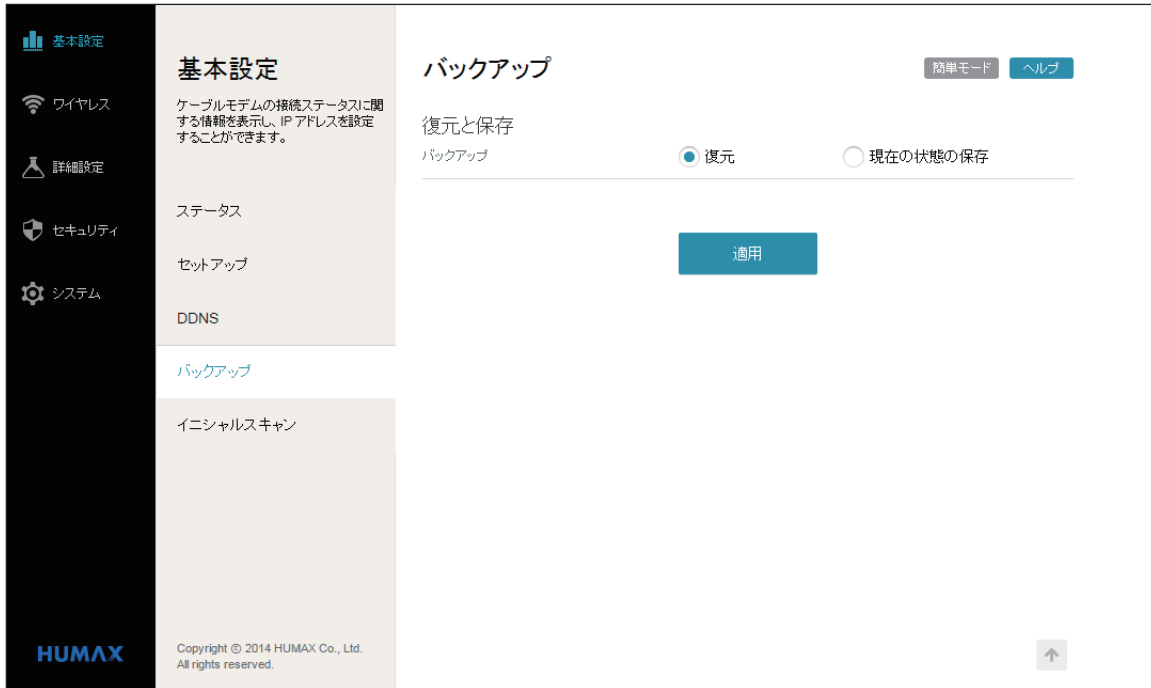 基本設定
ワイヤレス
詳細設定
セキュリティ
システム
HUMAX
基本設定
ケーブルモデムの接続ステータスに関
する情報を表示し、IP アドレスを設定
することができます。
ステータス
セットアップ
DDNS
バックアップ
イニシャルスキャン
Copyright © 2014 HUMAX Co., Ltd.
All rights reserved.
バックアップ
簡単モード ヘルプ
復元と保存
バックアップ 復元 現在の状態の保存
適用